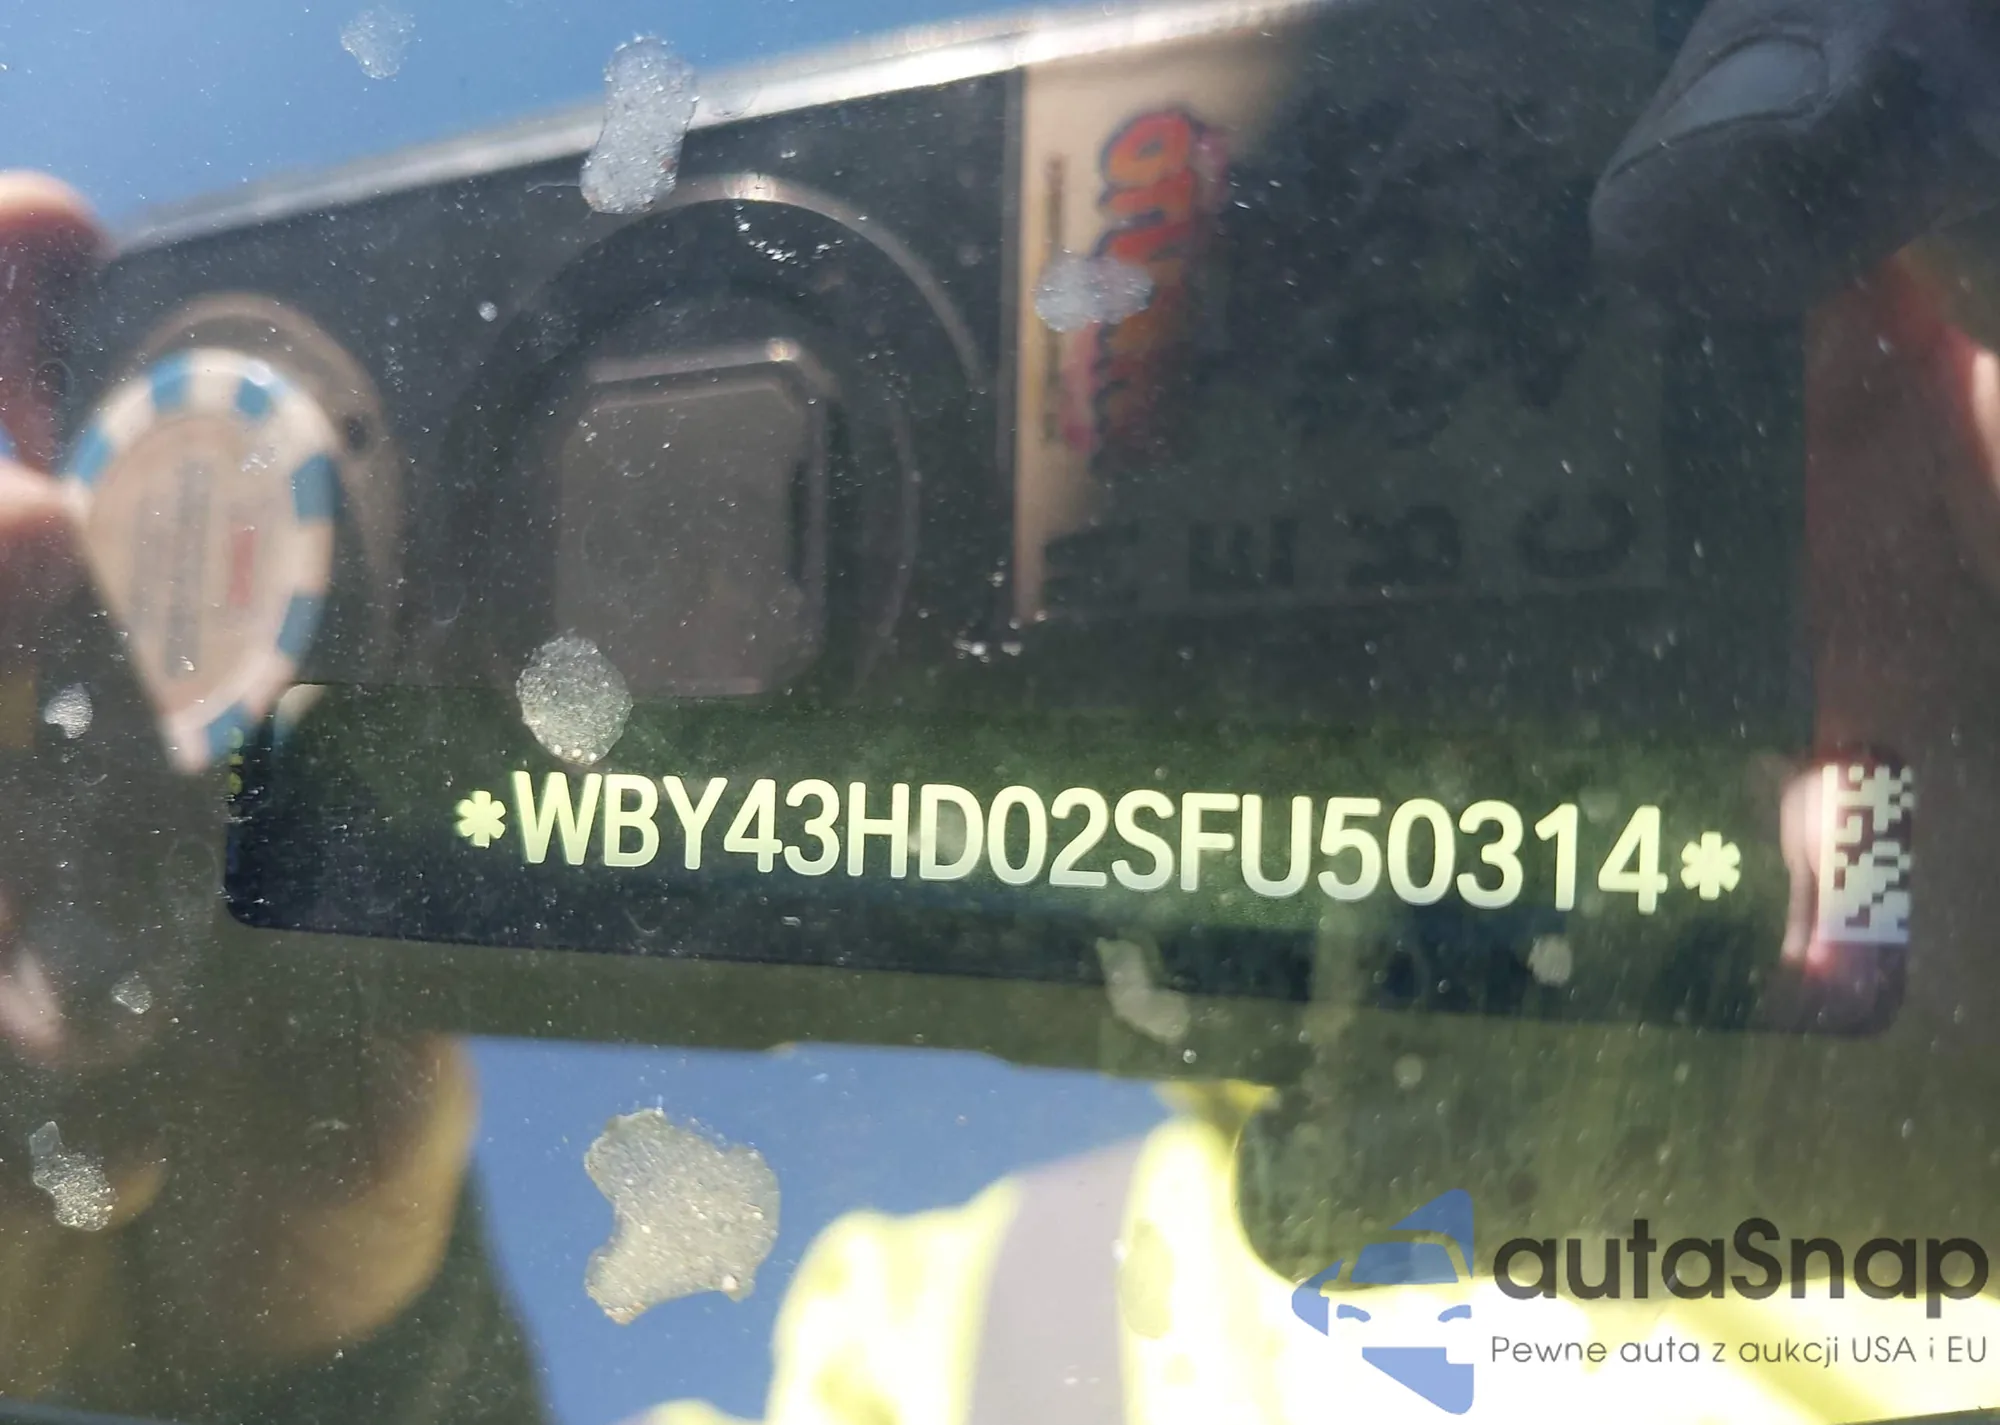 *WBY43HD02SFU50314*
autaSnap
Pewne auta z aukcji USA i EU